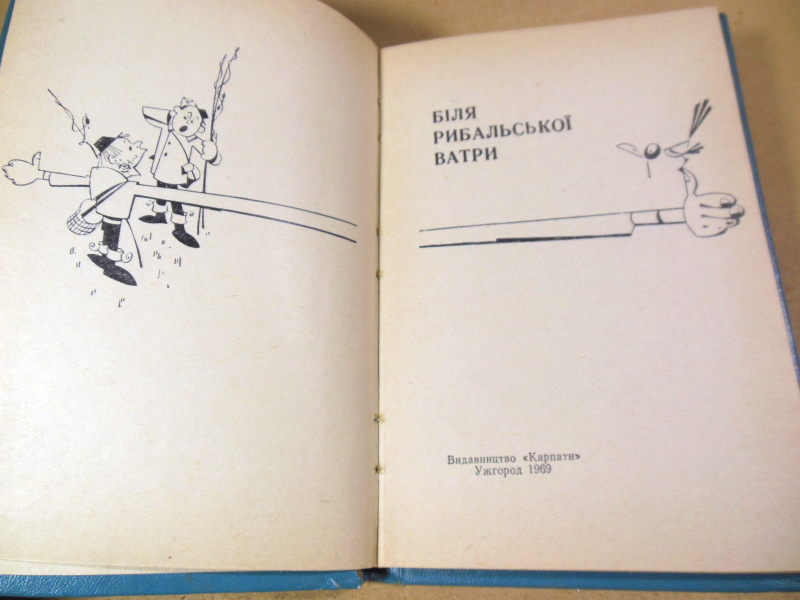 БІЛЯ
РИБАЛЬСЬКОЇ
ВАТРИ
Видавництво «Карпати»
Ужгород 1969